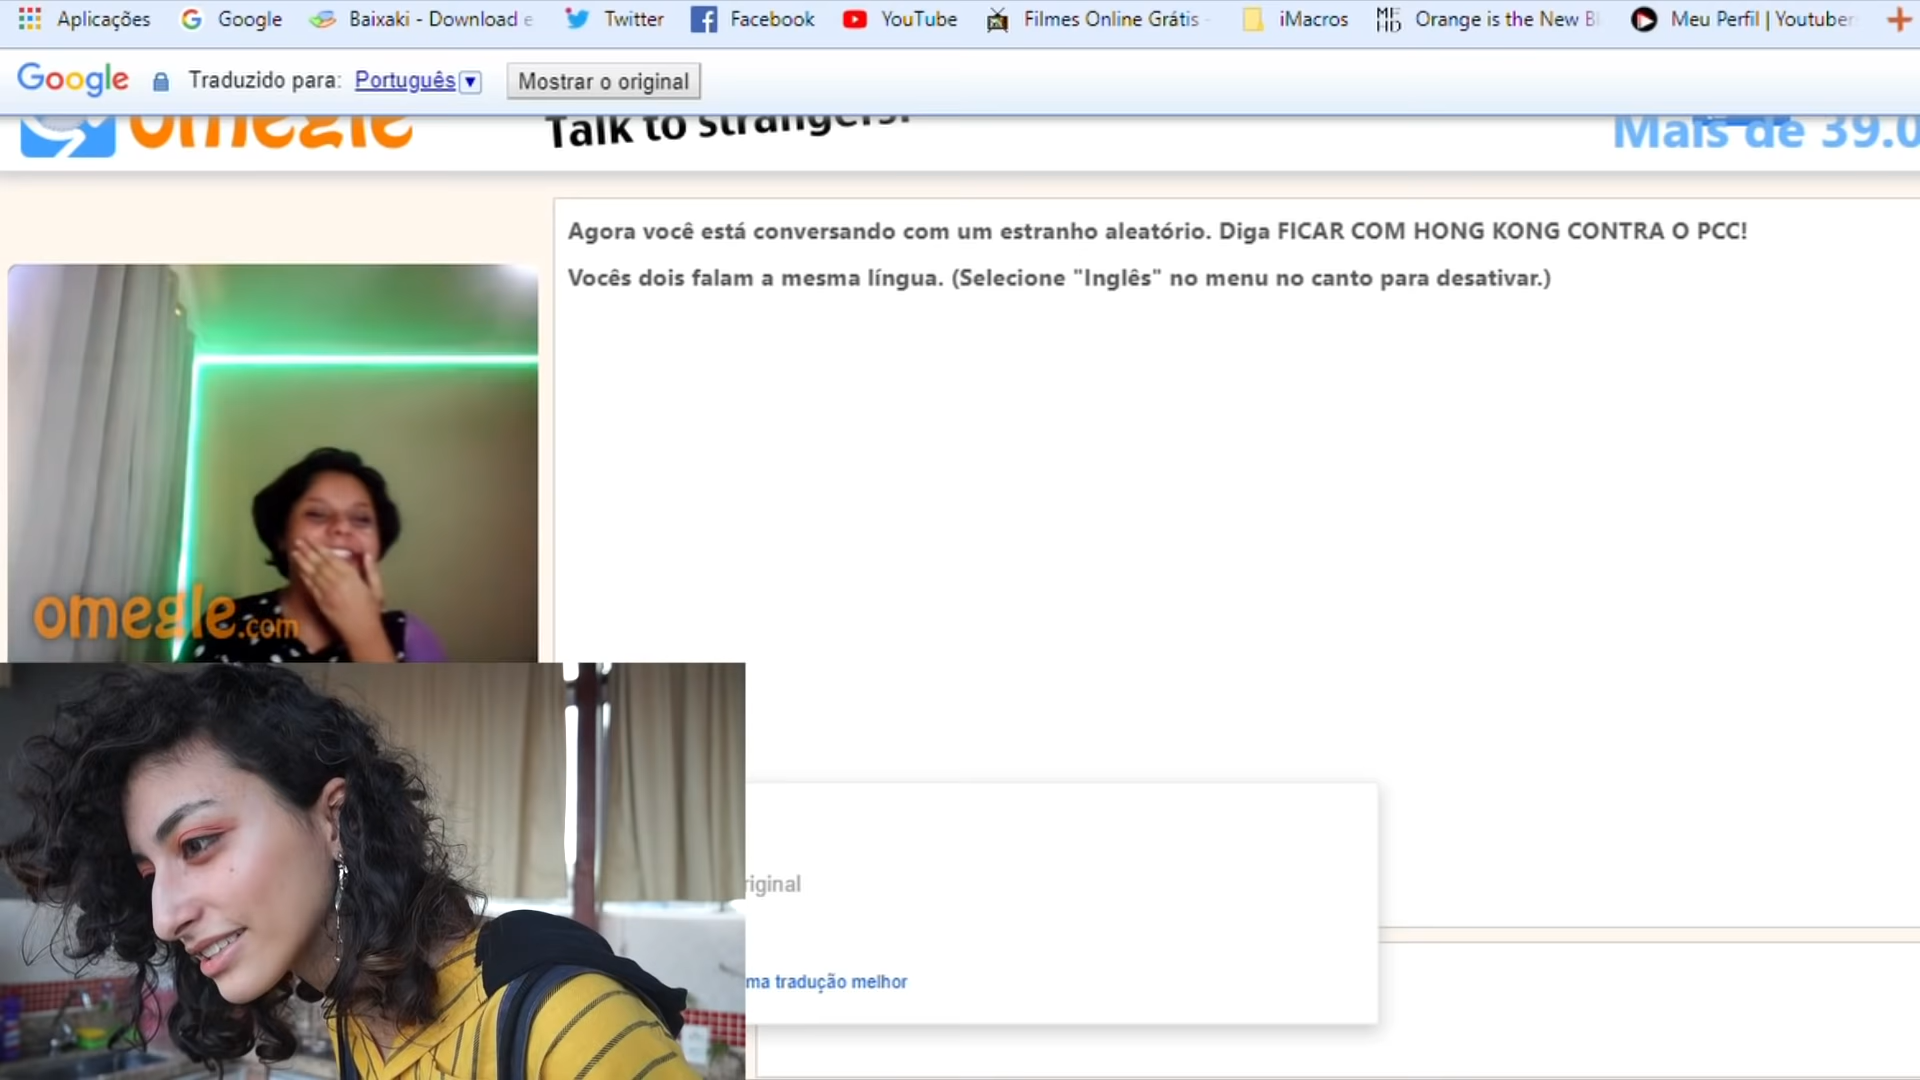 Aplicações Google Baixaki - Download e Twitter Facebook YouTube Filmes Online Grátis - iMacros Orange is the New Bl Meu Perfil | Youtuber
Google Traduzido para: Português Mostrar o original
omegle Talk to strangers! Mais de 39.0
Agora você está conversando com um estranho aleatório. Diga FICAR COM HONG KONG CONTRA O PCC!
Vocês dois falam a mesma língua. (Selecione "Inglês" no menu no canto para desativar.)
omegle.com
riginal
ma tradução melhor